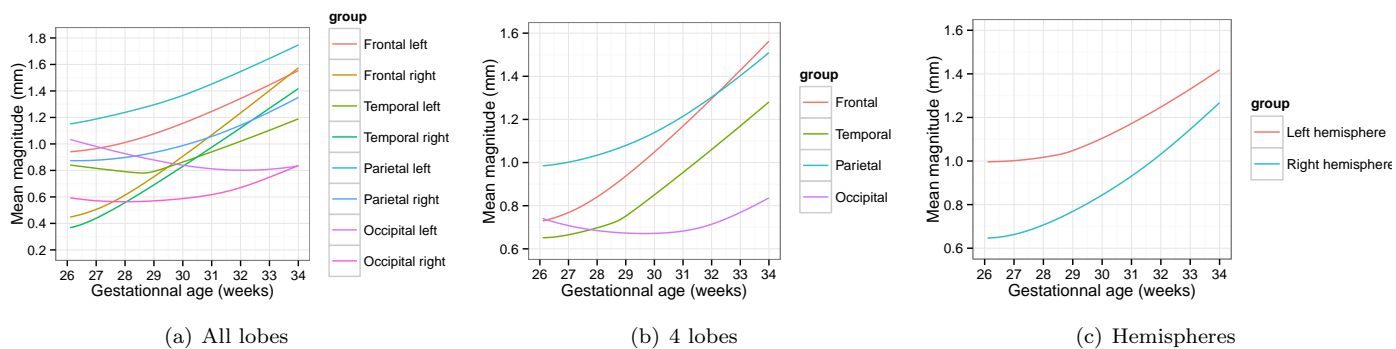 group
Frontal left
Frontal right
Temporal left
Temporal right
Parietal left
Parietal right
Occipital left
Occipital right
Mean magnitude (mm)
1.8
1.6
1.4
1.2
1.0
0.8
0.6
0.4
0.2
26 27 28 29 30 31 32 33 34
Gestationnal age (weeks)
(a) All lobes
Mean magnitude (mm)
1.6
1.4
1.2
1.0
0.8
0.6
26 27 28 29 30 31 32 33 34
Gestationnal age (weeks)
group
Frontal
Temporal
Parietal
Occipital
(b) 4 lobes
Mean magnitude (mm)
1.6
1.4
1.2
1.0
0.8
0.6
26 27 28 29 30 31 32 33 34
Gestationnal age (weeks)
group
Left hemisphere
Right hemisphere
(c) Hemispheres